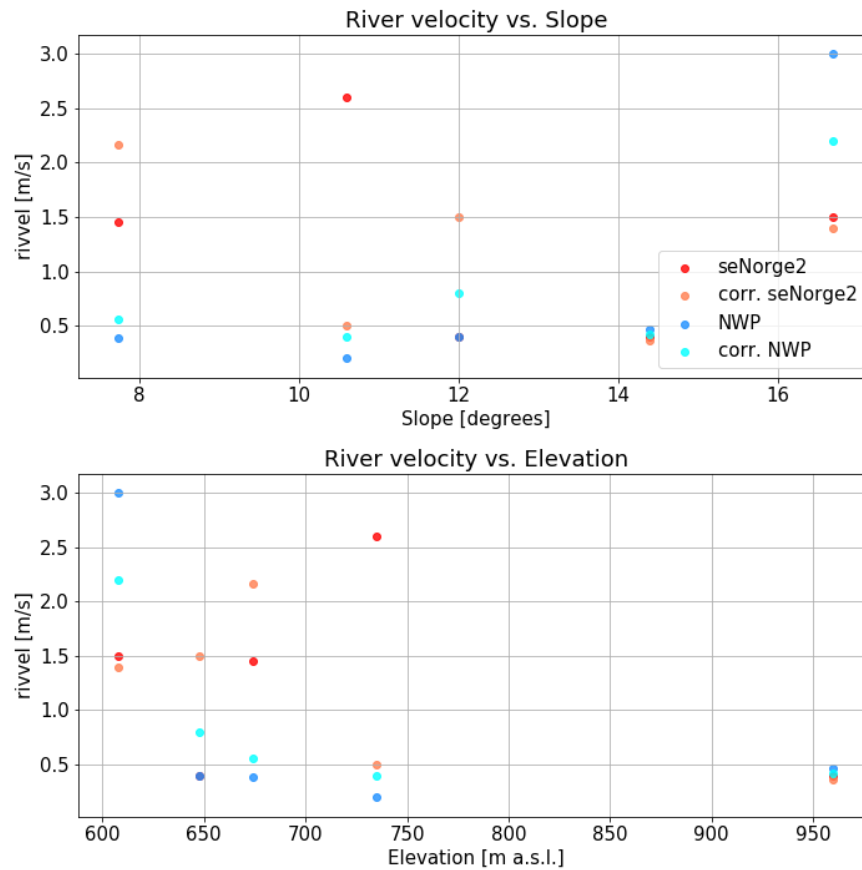 River velocity vs. Slope
3.0
2.5
2.0
1.5
1.0
0.5
rivvel [m/s]
seNorge2
corr. seNorge2
NWP
corr. NWP
8 10 12 14 16
Slope [degrees]
River velocity vs. Elevation
3.0
2.5
2.0
1.5
1.0
0.5
rivvel [m/s]
600 650 700 750 800 850 900 950
Elevation [m a.s.l.]